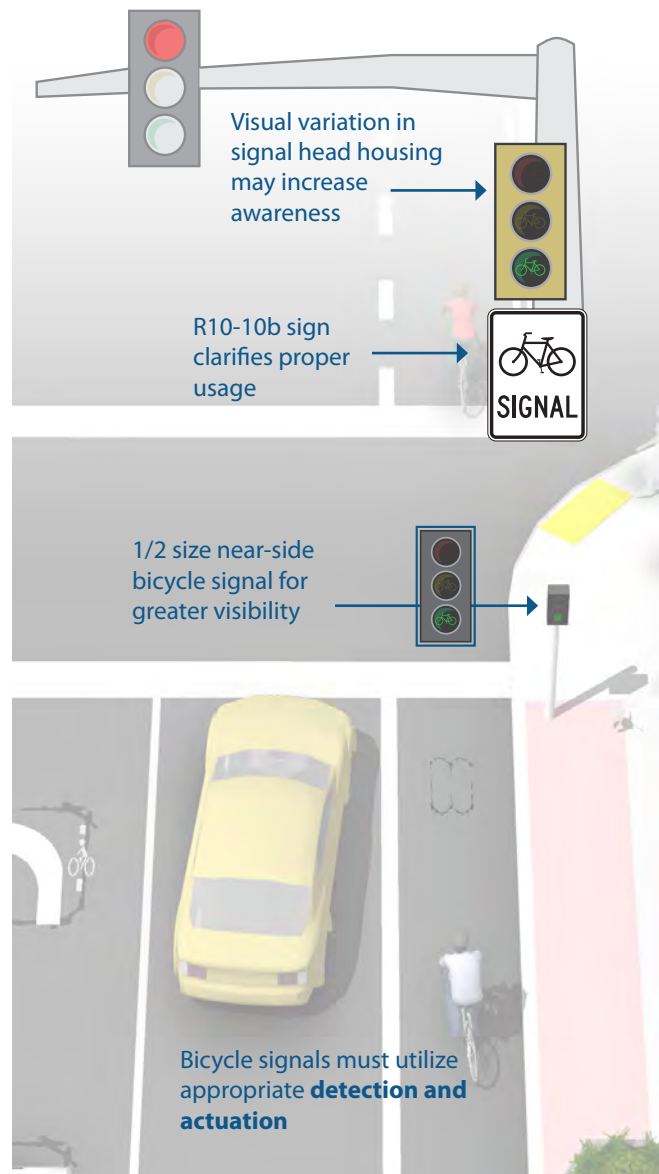 Visual variation in
signal head housing
may increase
awareness
R10-10b sign
clarifies proper
usage
SIGNAL
1/2 size near-side
bicycle signal for
greater visibility
Bicycle signals must utilize
appropriate detection and
actuation